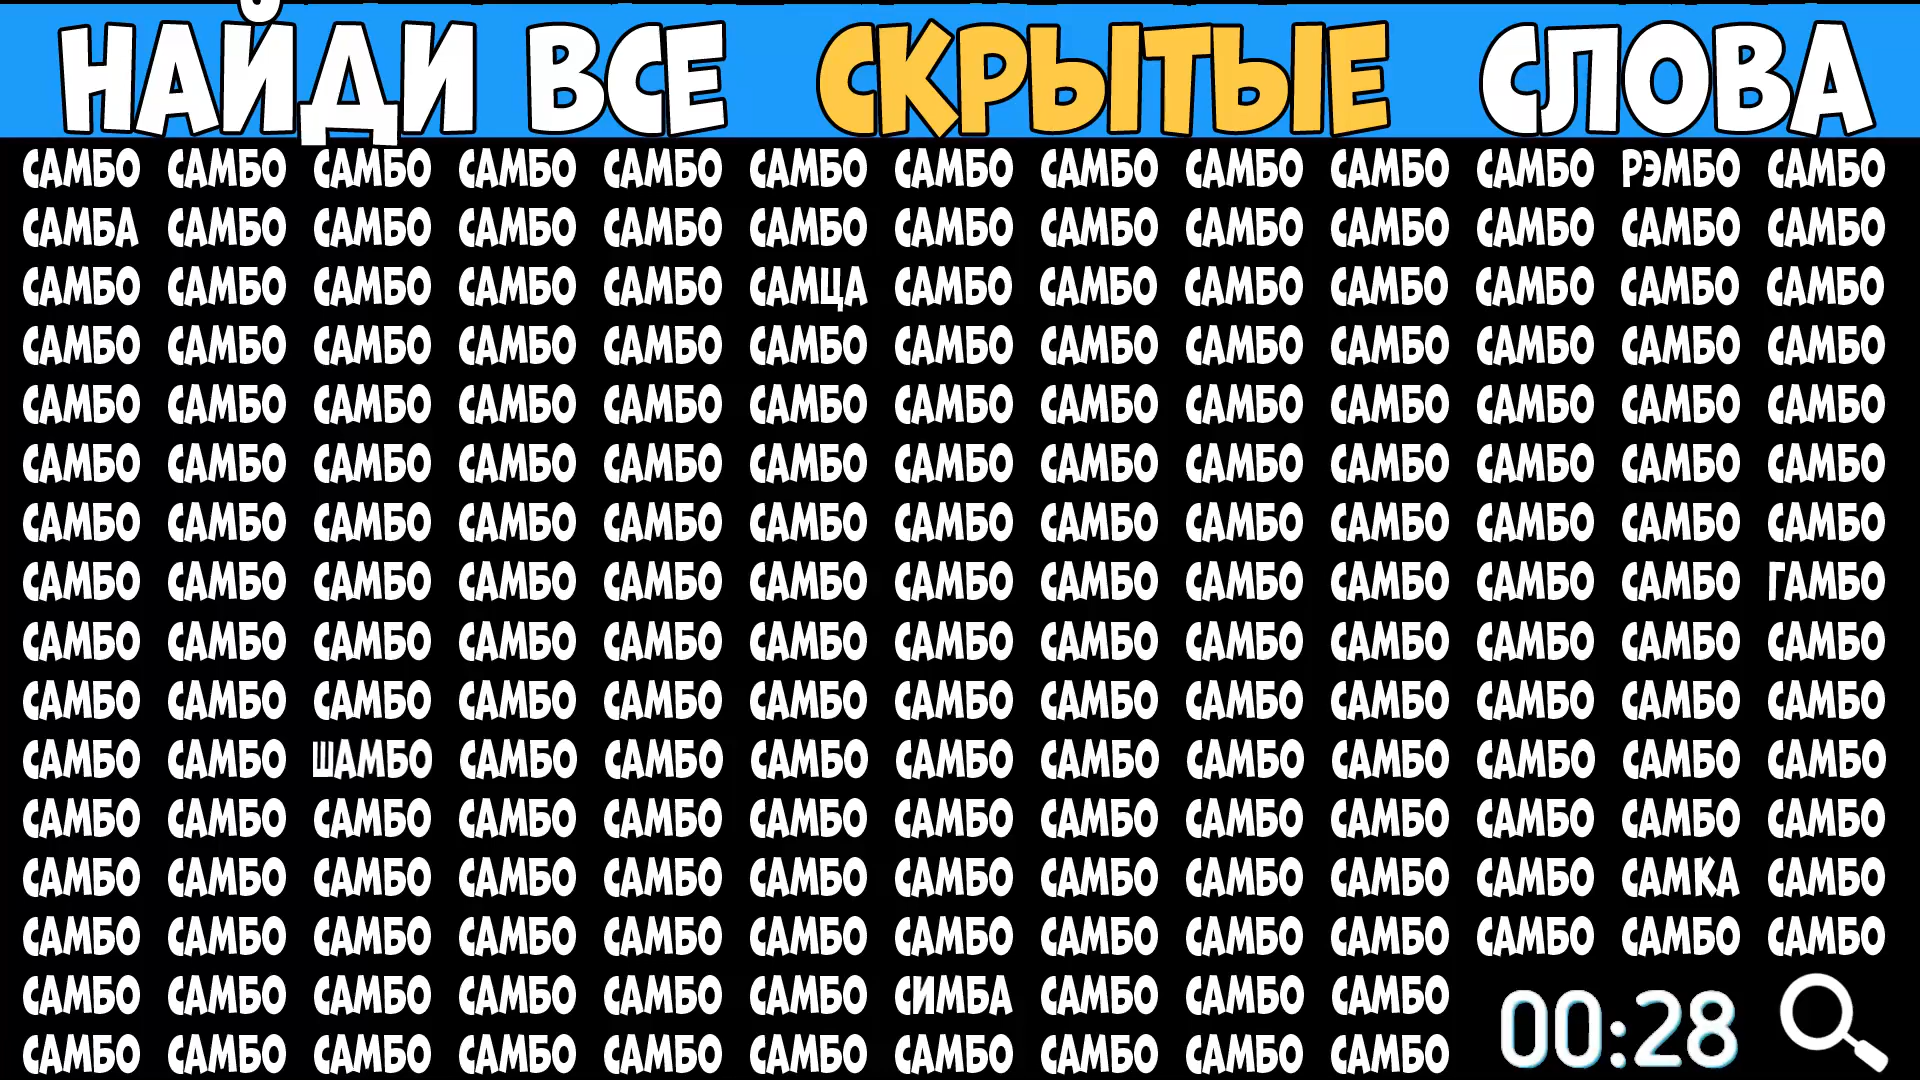 НАЙДИ ВСЕ СКРЫТЫЕ СЛОВА
САМБО САМБО САМБО САМБО САМБО САМБО САМБО САМБО САМБО САМБО САМБО РЭМБО САМБО
САМБА САМБО САМБО САМБО САМБО САМБО САМБО САМБО САМБО САМБО САМБО САМБО САМБО
САМБО САМБО САМБО САМБО САМБО САМЦА САМБО САМБО САМБО САМБО САМБО САМБО САМБО
САМБО САМБО САМБО САМБО САМБО САМБО САМБО САМБО САМБО САМБО САМБО САМБО САМБО
САМБО САМБО САМБО САМБО САМБО САМБО САМБО САМБО САМБО САМБО САМБО САМБО САМБО
САМБО САМБО САМБО САМБО САМБО САМБО САМБО САМБО САМБО САМБО САМБО САМБО САМБО
САМБО САМБО САМБО САМБО САМБО САМБО САМБО САМБО САМБО САМБО САМБО САМБО САМБО
САМБО САМБО САМБО САМБО САМБО САМБО САМБО САМБО САМБО САМБО САМБО САМБО ГАМБО
САМБО САМБО САМБО САМБО САМБО САМБО САМБО САМБО САМБО САМБО САМБО САМБО САМБО
САМБО САМБО САМБО САМБО САМБО САМБО САМБО САМБО САМБО САМБО САМБО САМБО САМБО
САМБО САМБО ШАМБО САМБО САМБО САМБО САМБО САМБО САМБО САМБО САМБО САМБО САМБО
САМБО САМБО САМБО САМБО САМБО САМБО САМБО САМБО САМБО САМБО САМБО САМБО САМБО
САМБО САМБО САМБО САМБО САМБО САМБО САМБО САМБО САМБО САМБО САМБО САМКА САМБО
САМБО САМБО САМБО САМБО САМБО САМБО САМБО САМБО САМБО САМБО САМБО САМБО САМБО
САМБО САМБО САМБО САМБО САМБО САМБО СИМБА САМБО САМБО САМБО
САМБО САМБО САМБО САМБО САМБО САМБО САМБО САМБО САМБО САМБО
00:28